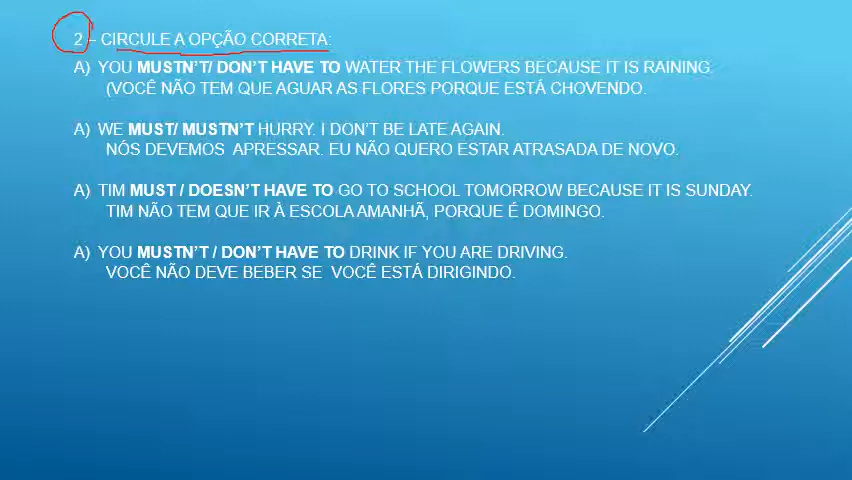 2 – CIRCULE A OPÇÃO CORRETA:
A) YOU MUSTN'T/ DON'T HAVE TO WATER THE FLOWERS BECAUSE IT IS RAINING.
(VOCÊ NÃO TEM QUE AGUAR AS FLORES PORQUE ESTÁ CHOVENDO.
A) WE MUST/ MUSTN'T HURRY. I DON'T BE LATE AGAIN.
NÓS DEVEMOS APRESSAR. EU NÃO QUERO ESTAR ATRASADA DE NOVO.
A) TIM MUST / DOESN'T HAVE TO GO TO SCHOOL TOMORROW BECAUSE IT IS SUNDAY.
TIM NÃO TEM QUE IR À ESCOLA AMANHÃ, PORQUE É DOMINGO.
A) YOU MUSTN'T / DON'T HAVE TO DRINK IF YOU ARE DRIVING.
VOCÊ NÃO DEVE BEBER SE VOCÊ ESTÁ DIRIGINDO.